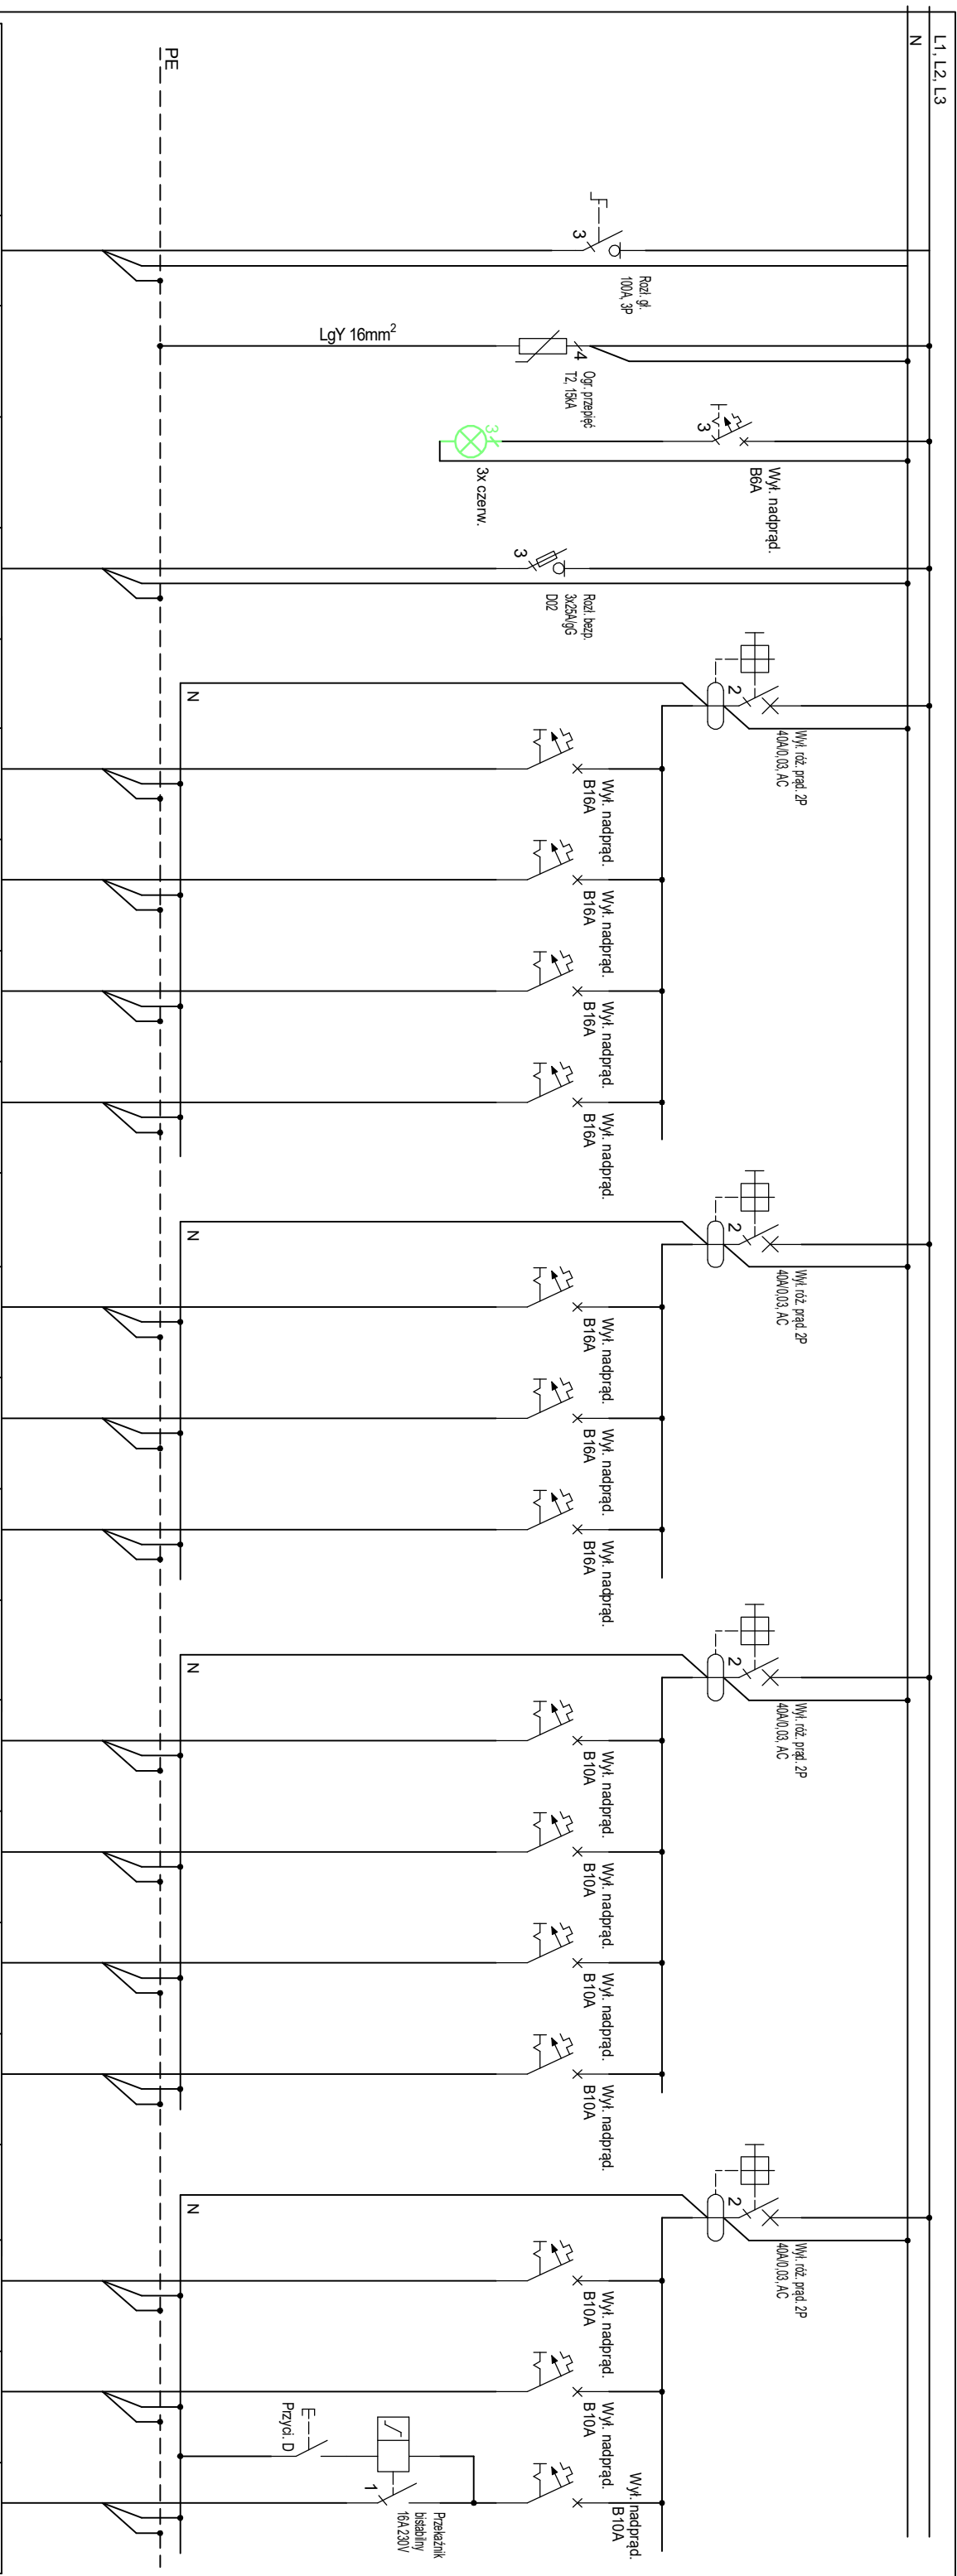 L1, L2, L3
N
PE
3
Rozł. gł.
100A, 3P
LgY 16mm²
4
Ogr. przepięć
T2, 15kA
3
Wył. nadprąd.
B6A
3
3x czerw.
3
Rozł. bezp.
3x25A/gG
D02
2
Wył. róż. prąd. 2P
40A/0,03, AC
N
Wył. nadprąd.
B16A
Wył. nadprąd.
B16A
Wył. nadprąd.
B16A
Wył. nadprąd.
B16A
2
Wył. róż. prąd. 2P
40A/0,03, AC
N
Wył. nadprąd.
B16A
Wył. nadprąd.
B16A
Wył. nadprąd.
B16A
2
Wył. róż. prąd. 2P
40A/0,03, AC
N
Wył. nadprąd.
B10A
Wył. nadprąd.
B10A
Wył. nadprąd.
B10A
Wył. nadprąd.
B10A
2
Wył. róż. prąd. 2P
40A/0,03, AC
N
Wył. nadprąd.
B10A
Wył. nadprąd.
B10A
Wył. nadprąd.
B10A
Przyci. D
1
Przekaźnik
bistabilny
16A 230V